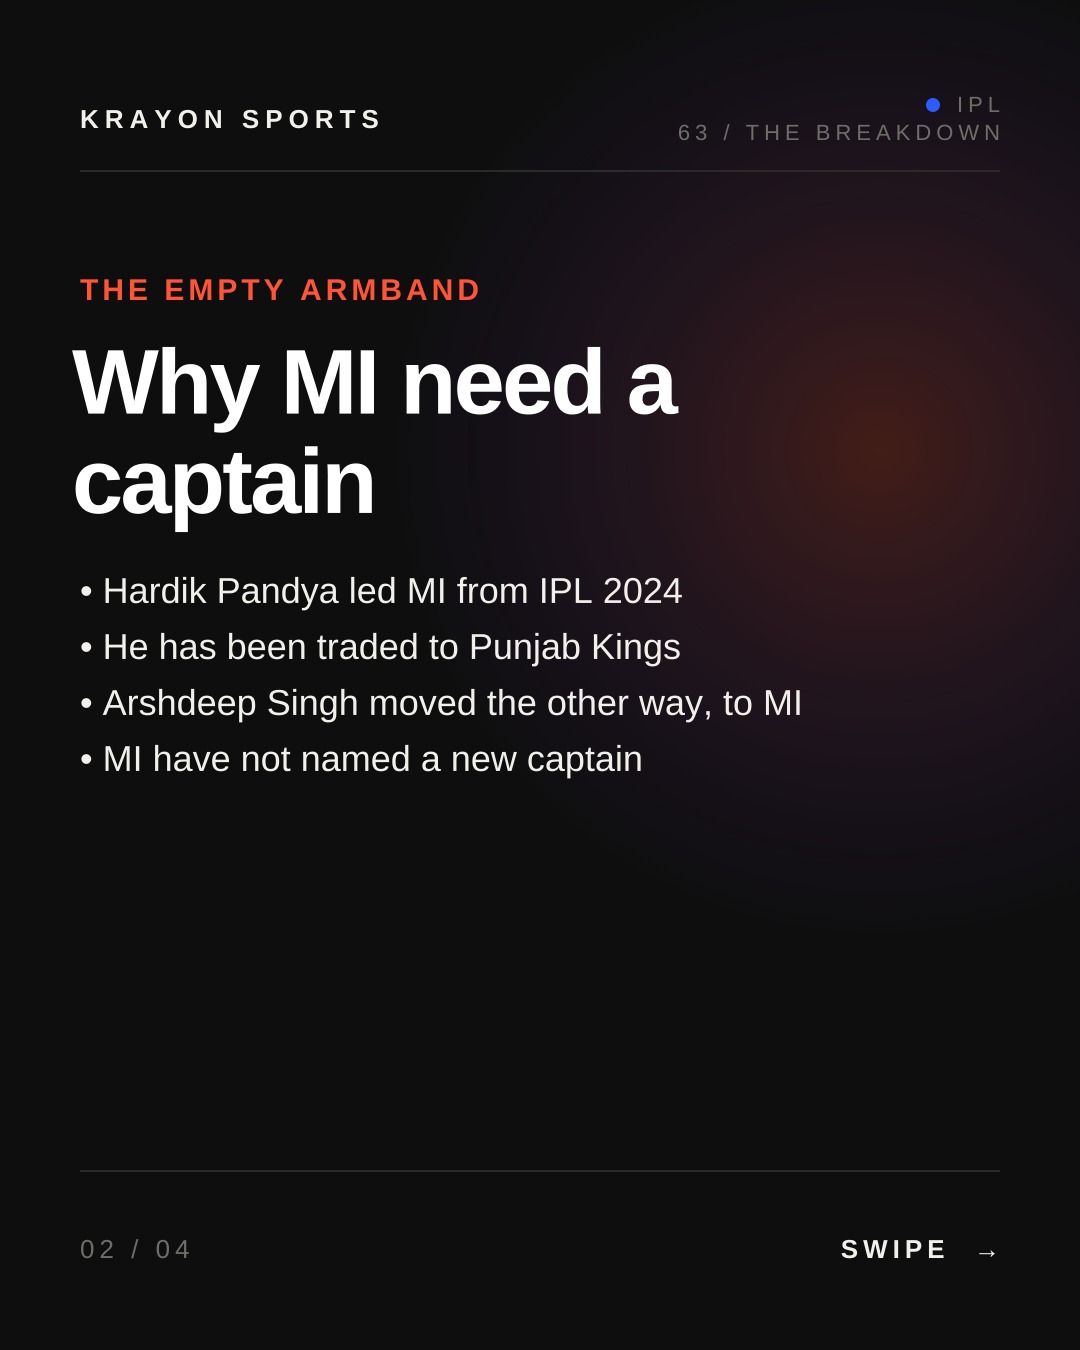 KRAYON SPORTS
● IPL
63 / THE BREAKDOWN
THE EMPTY ARMBAND
Why MI need a
captain
• Hardik Pandya led MI from IPL 2024
• He has been traded to Punjab Kings
• Arshdeep Singh moved the other way, to MI
• MI have not named a new captain
02 / 04
SWIPE →